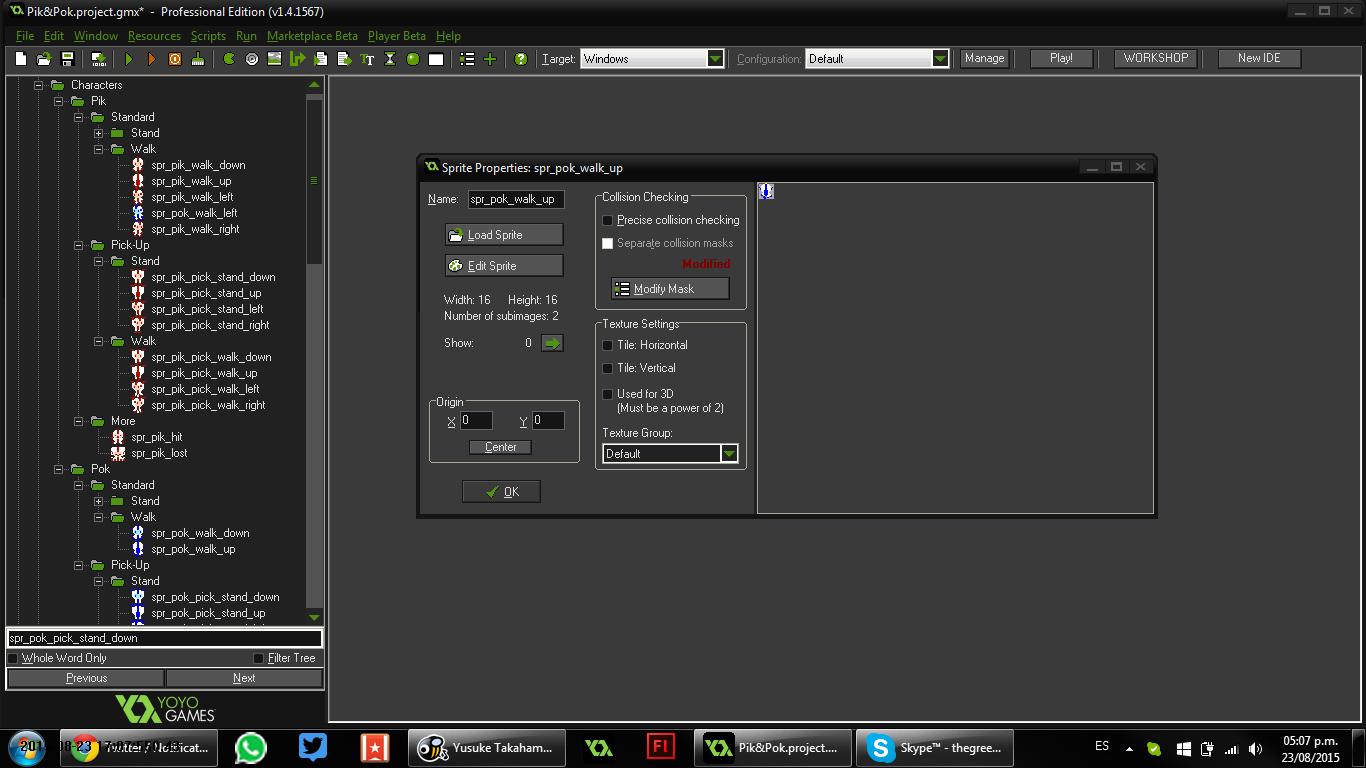 Pik&Pok.project.gmx* - Professional Edition (v1.4.1567)
File Edit Window Resources Scripts Run Marketplace Beta Player Beta Help
Target: Windows Configuration: Default Manage Play! WORKSHOP New IDE
Characters
Pik
Standard
Stand
Walk
spr_pik_walk_down
spr_pik_walk_up
spr_pik_walk_left
spr_pok_walk_left
spr_pik_walk_right
Pick-Up
Stand
spr_pik_pick_stand_down
spr_pik_pick_stand_up
spr_pik_pick_stand_left
spr_pik_pick_stand_right
Walk
spr_pik_pick_walk_down
spr_pik_pick_walk_up
spr_pik_pick_walk_left
spr_pik_pick_walk_right
More
spr_pik_hit
spr_pik_lost
Pok
Standard
Stand
Walk
spr_pok_walk_down
spr_pok_walk_up
Pick-Up
Stand
spr_pok_pick_stand_down
spr_pok_pick_stand_up
spr_pok_pick_stand_down
Whole Word Only Filter Tree
Previous Next
YOYO
GAMES
Sprite Properties: spr_pok_walk_up
Name: spr_pok_walk_up
Load Sprite
Edit Sprite
Width: 16 Height: 16
Number of subimages: 2
Show: 0
Origin
X 0 Y 0
Center
OK
Collision Checking
Precise collision checking
Separate collision masks
Modified
Modify Mask
Texture Settings
Tile: Horizontal
Tile: Vertical
Used for 3D
(Must be a power of 2)
Texture Group:
Default
Yusuke Takaham...
Fl
Pik&Pok.project....
Skype™ - thegree...
ES
05:07 p.m.
23/08/2015